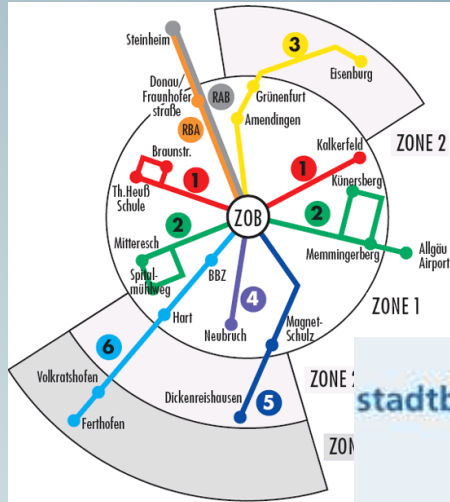 Steinheim
3
Eisenburg
Donau/
Fraunhofer
straße
RAB
Grünenfurt
RBA
Amendingen
ZONE 2
Braunstr.
Kalkerfeld
1
1
Th.Heuß
Schule
Künersberg
ZOB
2
2
Mitteresch
Memmingerberg
Allgäu
Airport
Spital-
mühlweg
BBZ
4
ZONE 1
Hart
Neubruch
Magnet-
Schulz
6
ZONE 2
Volkratshofen
Dickenreishausen
5
stadtb
Ferthofen
ZON